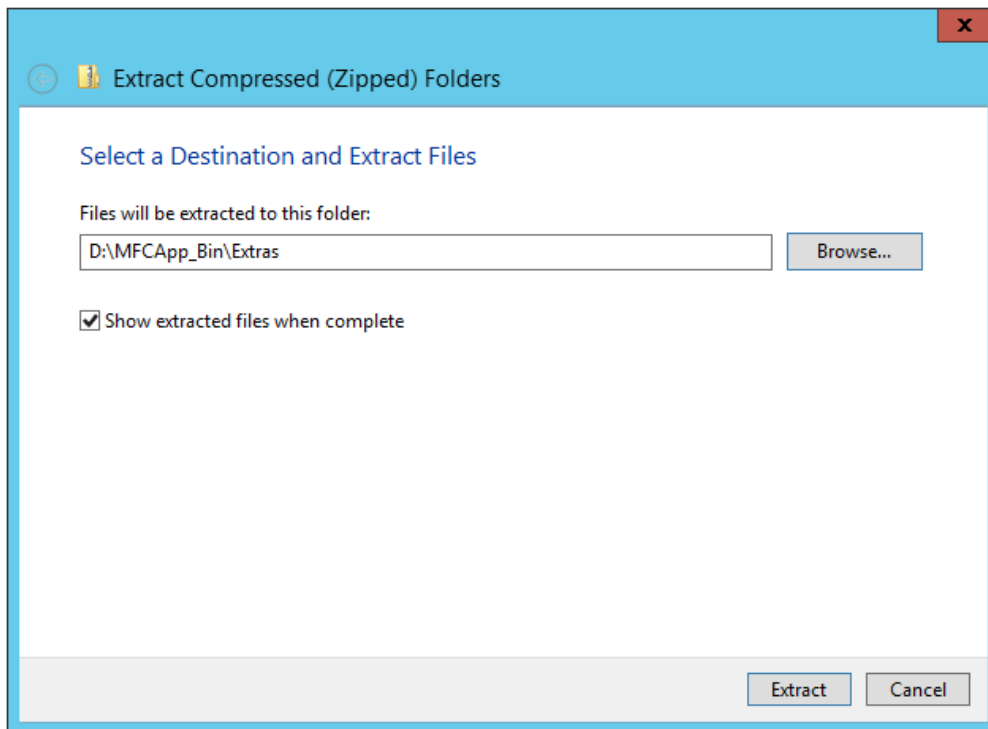 X
Extract Compressed (Zipped) Folders
Select a Destination and Extract Files
Files will be extracted to this folder:
D:\MFCApp_Bin\Extras
Browse...
Show extracted files when complete
Extract
Cancel